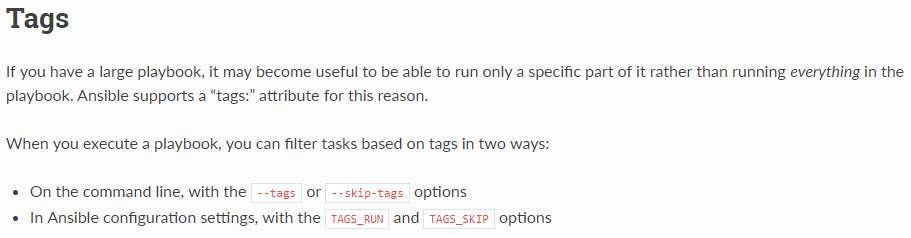 Tags
If you have a large playbook, it may become useful to be able to run only a specific part of it rather than running everything in the
playbook. Ansible supports a “tags:” attribute for this reason.
When you execute a playbook, you can filter tasks based on tags in two ways:
• On the command line, with the --tags or --skip-tags options
• In Ansible configuration settings, with the TAGS_RUN and TAGS_SKIP options